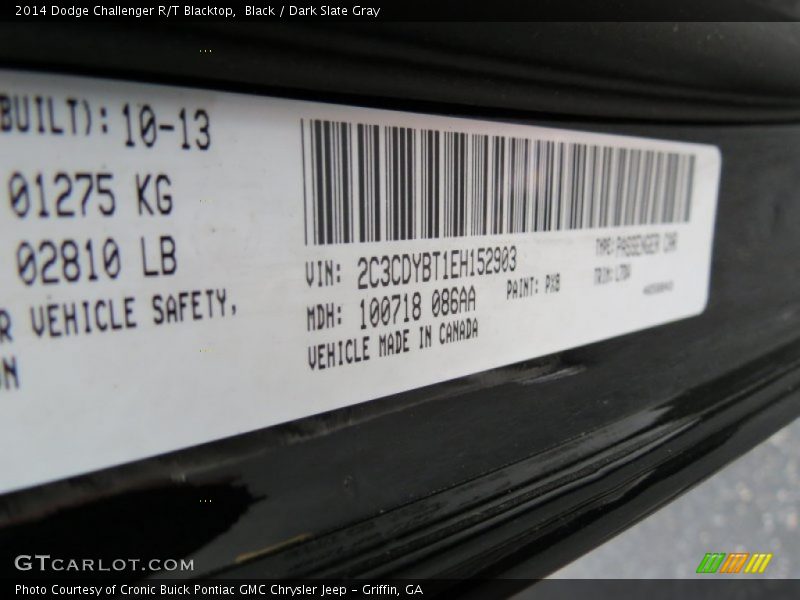 2014 Dodge Challenger R/T Blacktop, Black / Dark Slate Gray
BUILT): 10-13
01275 KG
02810 LB
R VEHICLE SAFETY,
ON
VIN: 2C3CDYBT1EH152903
MDH: 100718 086AA
VEHICLE MADE IN CANADA
PAINT: PX8
TYPE: PASSENGER CAR
TRIM:
GTCARLOT.COM
Photo Courtesy of Cronic Buick Pontiac GMC Chrysler Jeep - Griffin, GA